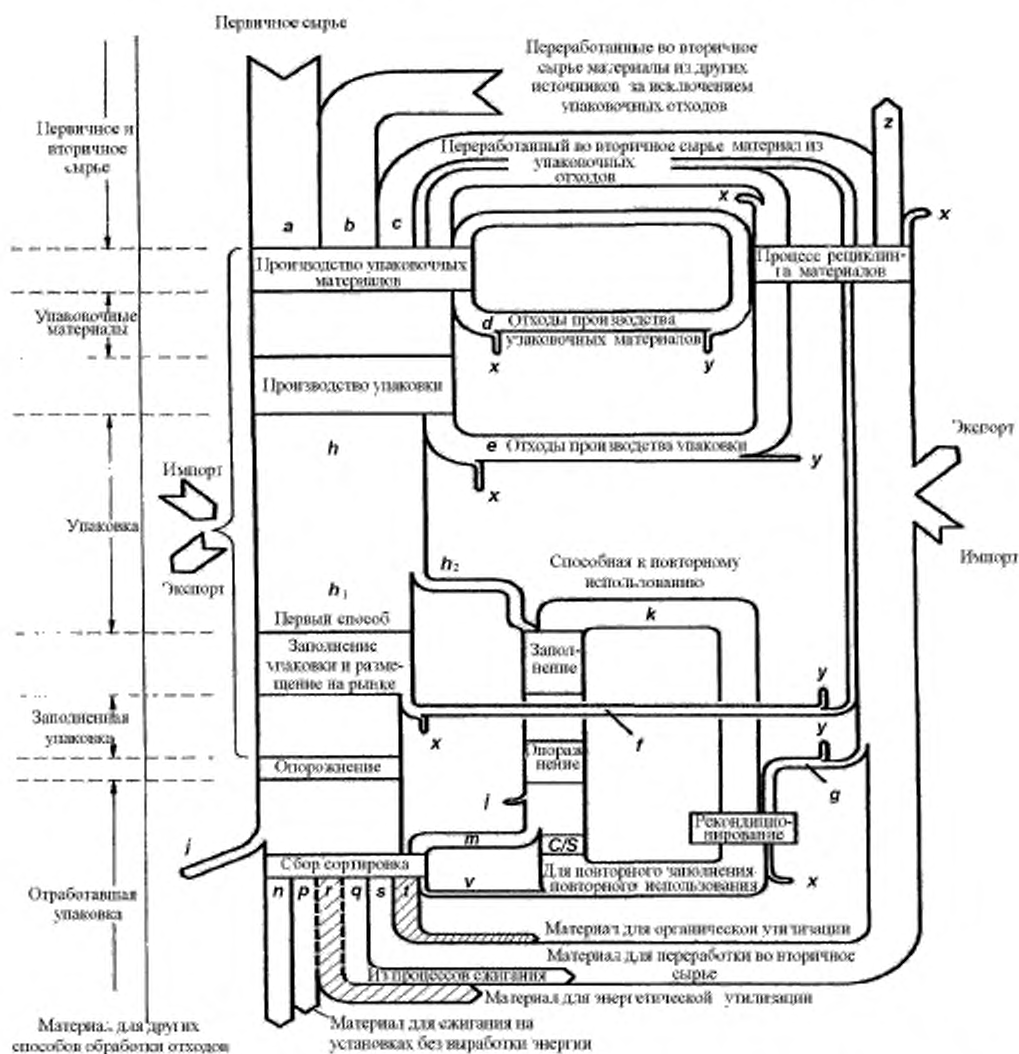 Первичное сырье
Переработанные во вторичное
сырье материалы из других
источников за исключением
упаковочных отходов
Первичное и
вторичное
сырье
z
Переработанный во вторичное сырье материал из
упаковочных
отходов
x
x
a
b
c
Производство упаковочных
материалов
Процесс рециклин-
га материалов
Упаковочные
материалы
d
Отходы производства
узаковочных материалов
x
y
Производство упаковки
h
e
Отходы производства упаковки
y
x
Импорт
Экспорт
Упаковка
Экспорт
Импорт
h2
Способная к повторному
использованию
h1
k
Первый способ
Заполнение
упаковки и разме-
щение на рынке
Запол-
нение
y
Заполненная
упаковка
x
f
y
Опорожнение
Опораж
нение
g
j
j
m
C/S
Рекондицио-
нирование
Сбор сортировка
v
Для повторного заполнения
повторного использования
x
Отработавшая
упаковка
n
p
r
q
s
t
Материал для органической утилизации
Материал для переработки во вторичное
сырье
Из процессов сжигания
Материал для энергетической утилизации
Материал для других
способов обработки отходов
Материал для сжигания на
установках без выработки энергии